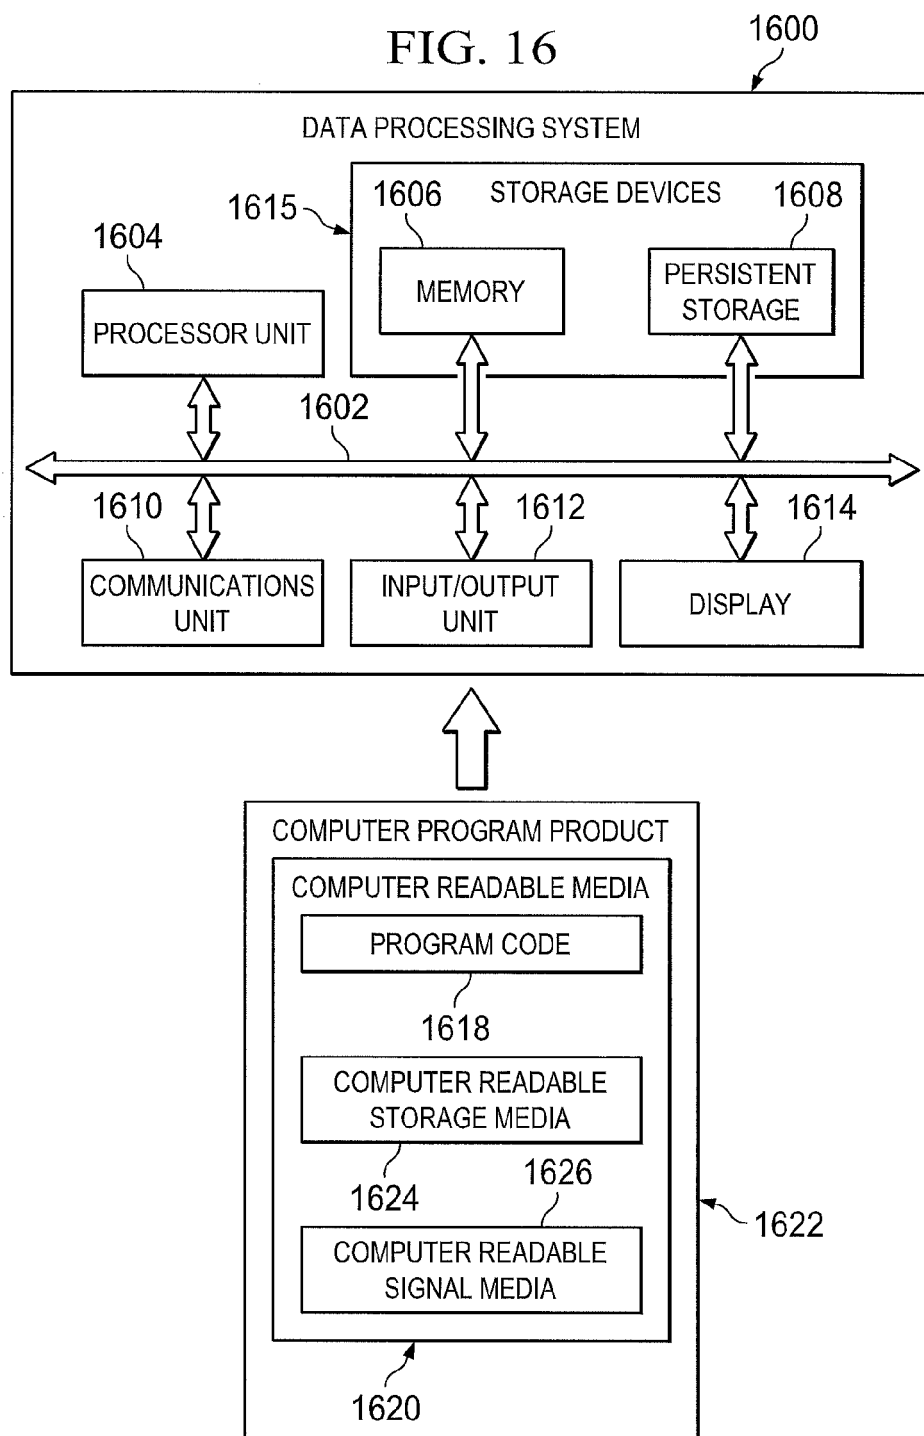 FIG. 16
1600
DATA PROCESSING SYSTEM
STORAGE DEVICES
1615
1606
1608
1604
MEMORY
PERSISTENT
STORAGE
PROCESSOR UNIT
1602
1610
1612
1614
COMMUNICATIONS
UNIT
INPUT/OUTPUT
UNIT
DISPLAY
COMPUTER PROGRAM PRODUCT
COMPUTER READABLE MEDIA
PROGRAM CODE
1618
COMPUTER READABLE
STORAGE MEDIA
1624
1626
1622
COMPUTER READABLE
SIGNAL MEDIA
1620